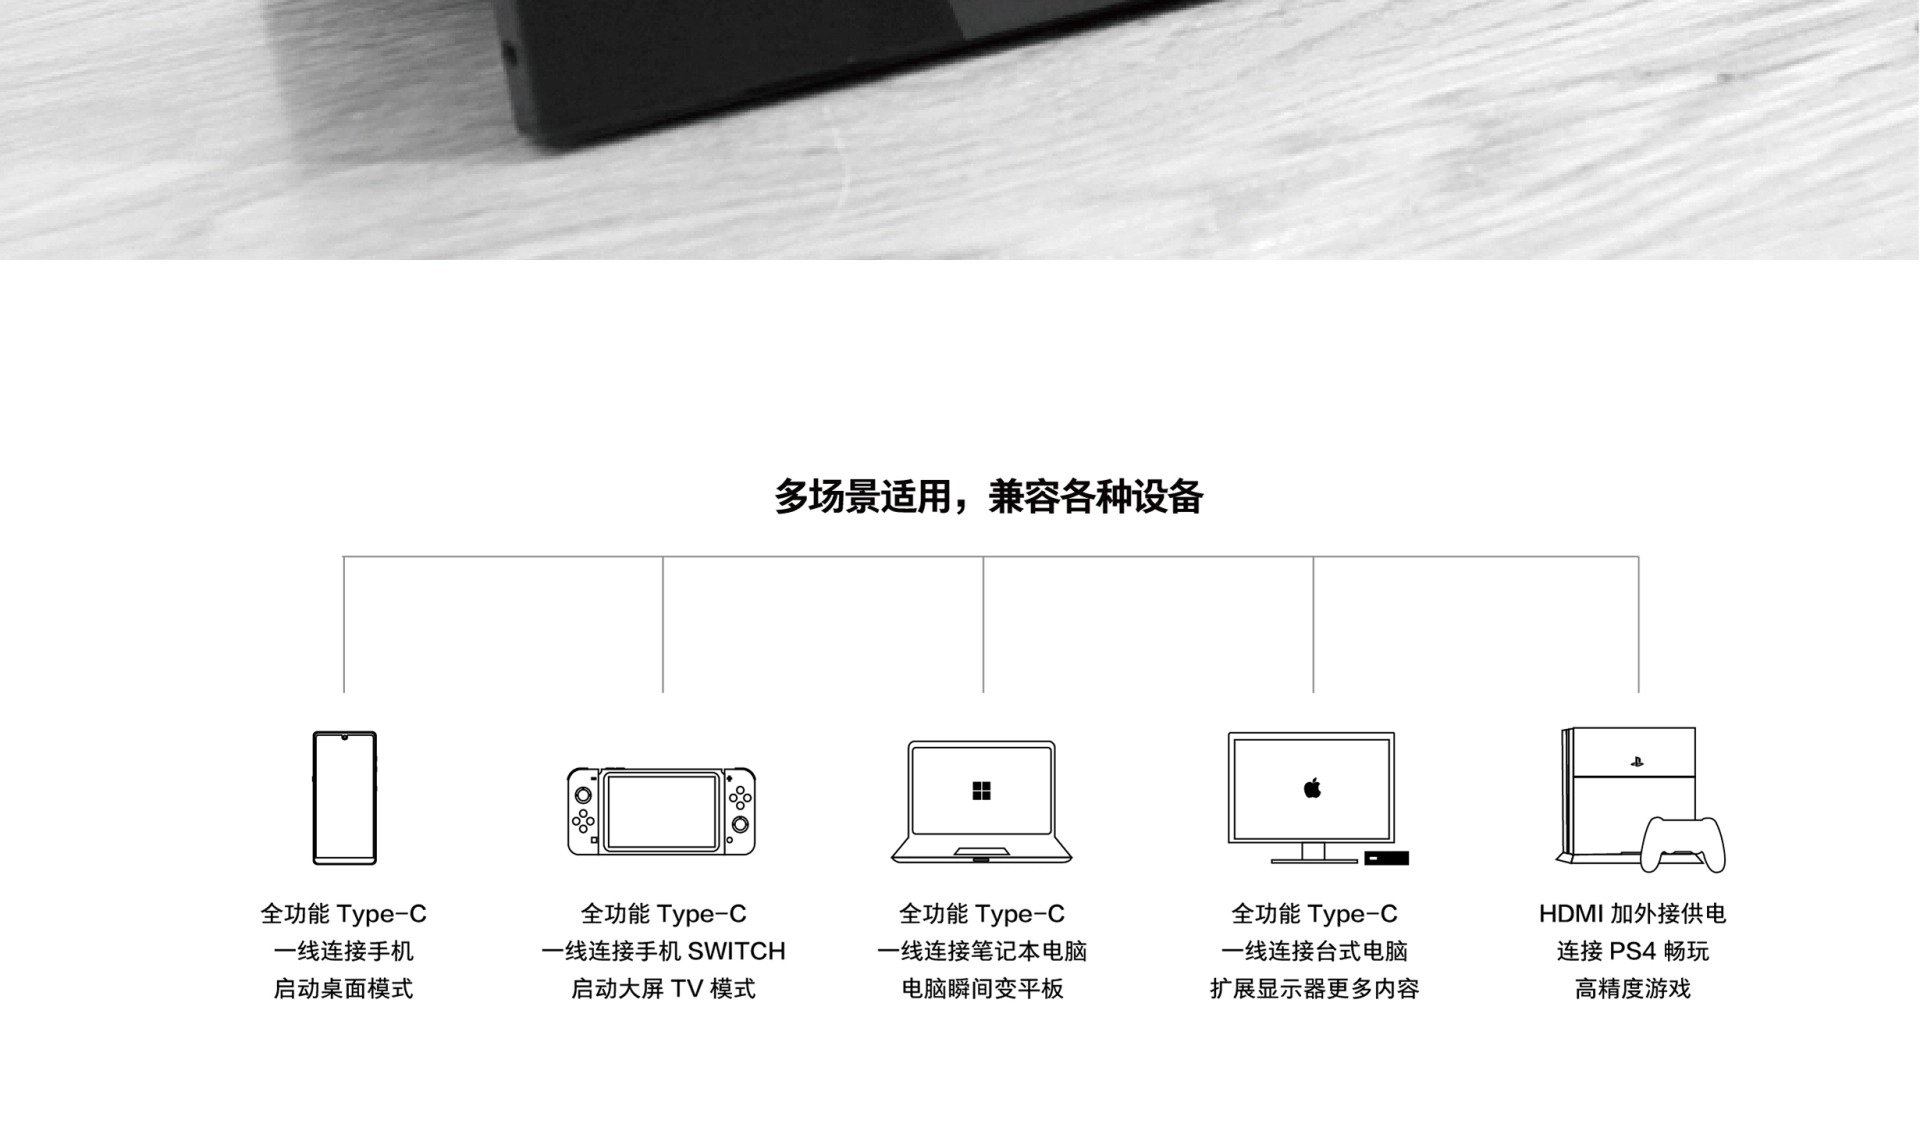 多场景适用，兼容各种设备
全功能 Type-C
一线连接手机
启动桌面模式
全功能 Type-C
一线连接手机 SWITCH
启动大屏 TV 模式
全功能 Type-C
一线连接笔记本电脑
电脑瞬间变平板
全功能 Type-C
一线连接台式电脑
扩展显示器更多内容
HDMI 加外接供电
连接 PS4 畅玩
高精度游戏